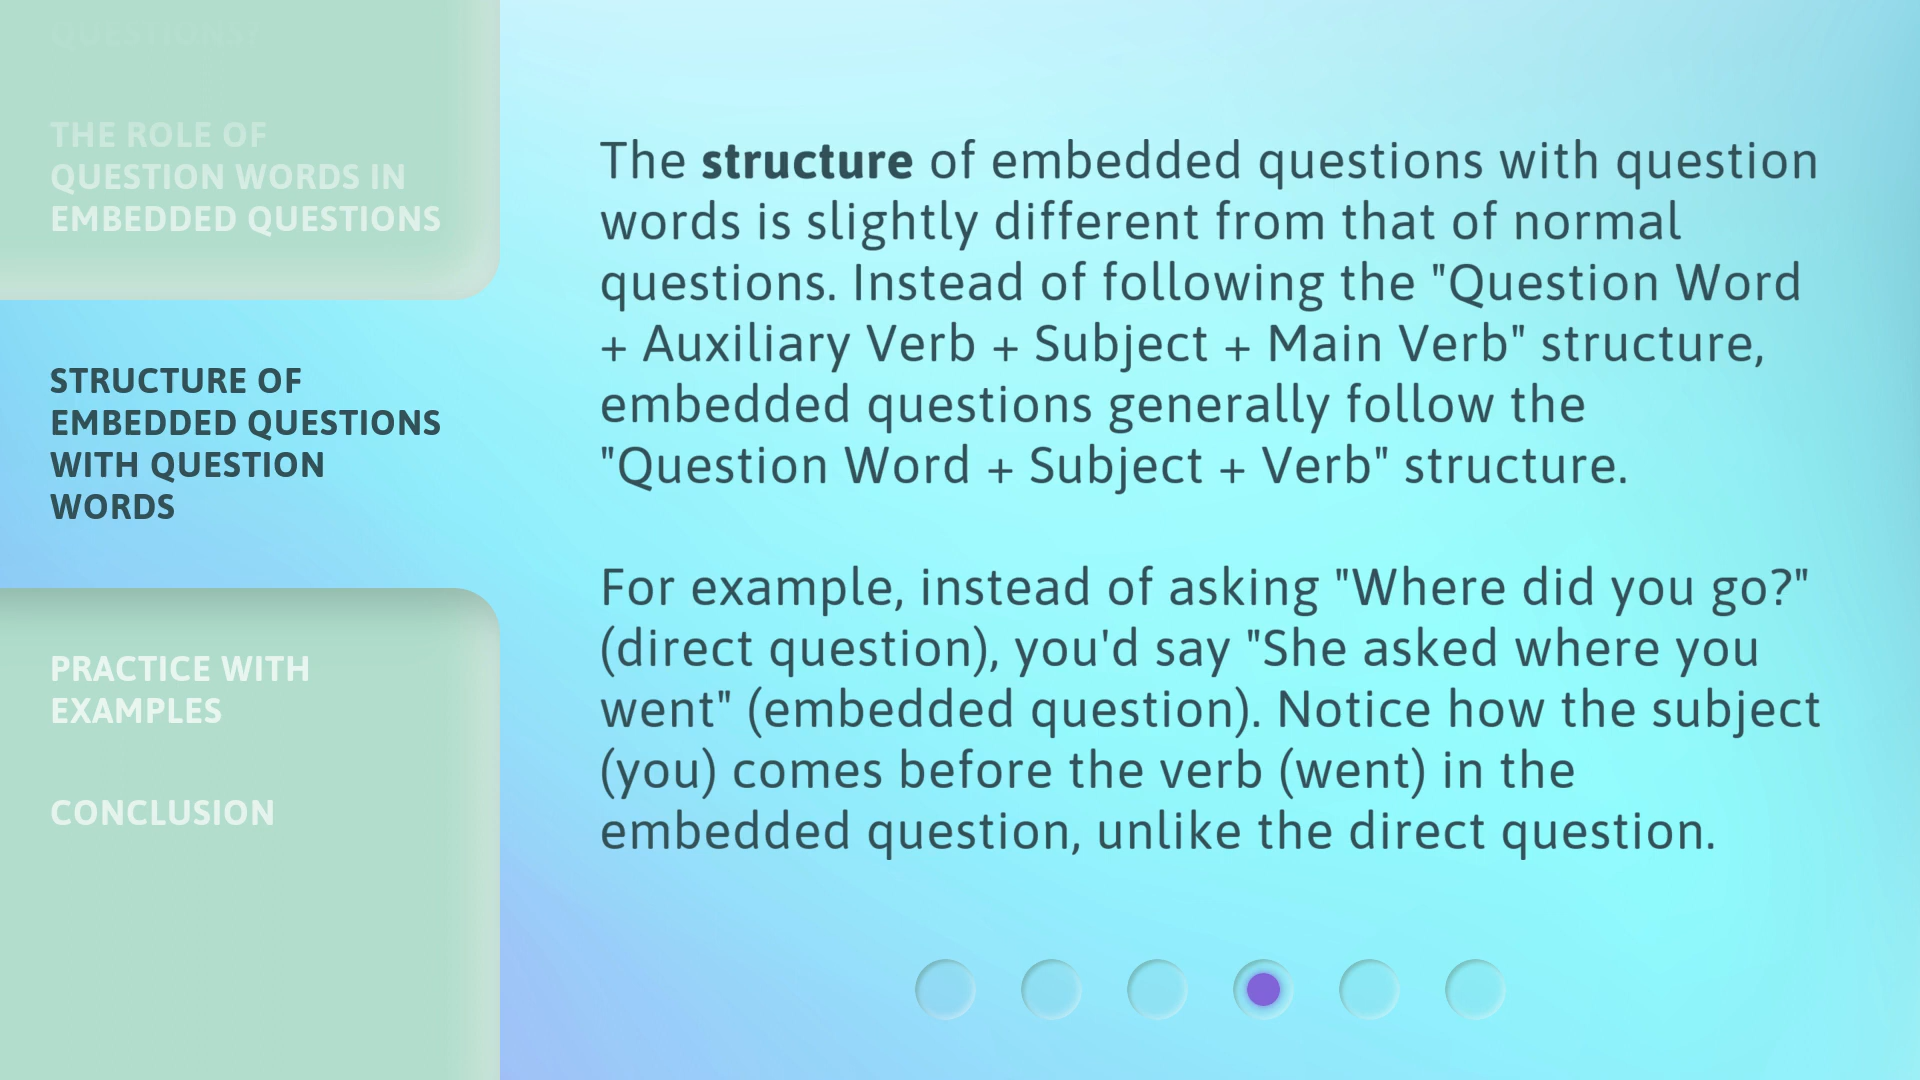 QUESTIONS?
THE ROLE OF
QUESTION WORDS IN
EMBEDDED QUESTIONS
STRUCTURE OF
EMBEDDED QUESTIONS
WITH QUESTION
WORDS
PRACTICE WITH
EXAMPLES
CONCLUSION
The structure of embedded questions with question
words is slightly different from that of normal
questions. Instead of following the "Question Word
+ Auxiliary Verb + Subject + Main Verb" structure,
embedded questions generally follow the
"Question Word + Subject + Verb" structure.
For example, instead of asking "Where did you go?"
(direct question), you'd say "She asked where you
went" (embedded question). Notice how the subject
(you) comes before the verb (went) in the
embedded question, unlike the direct question.